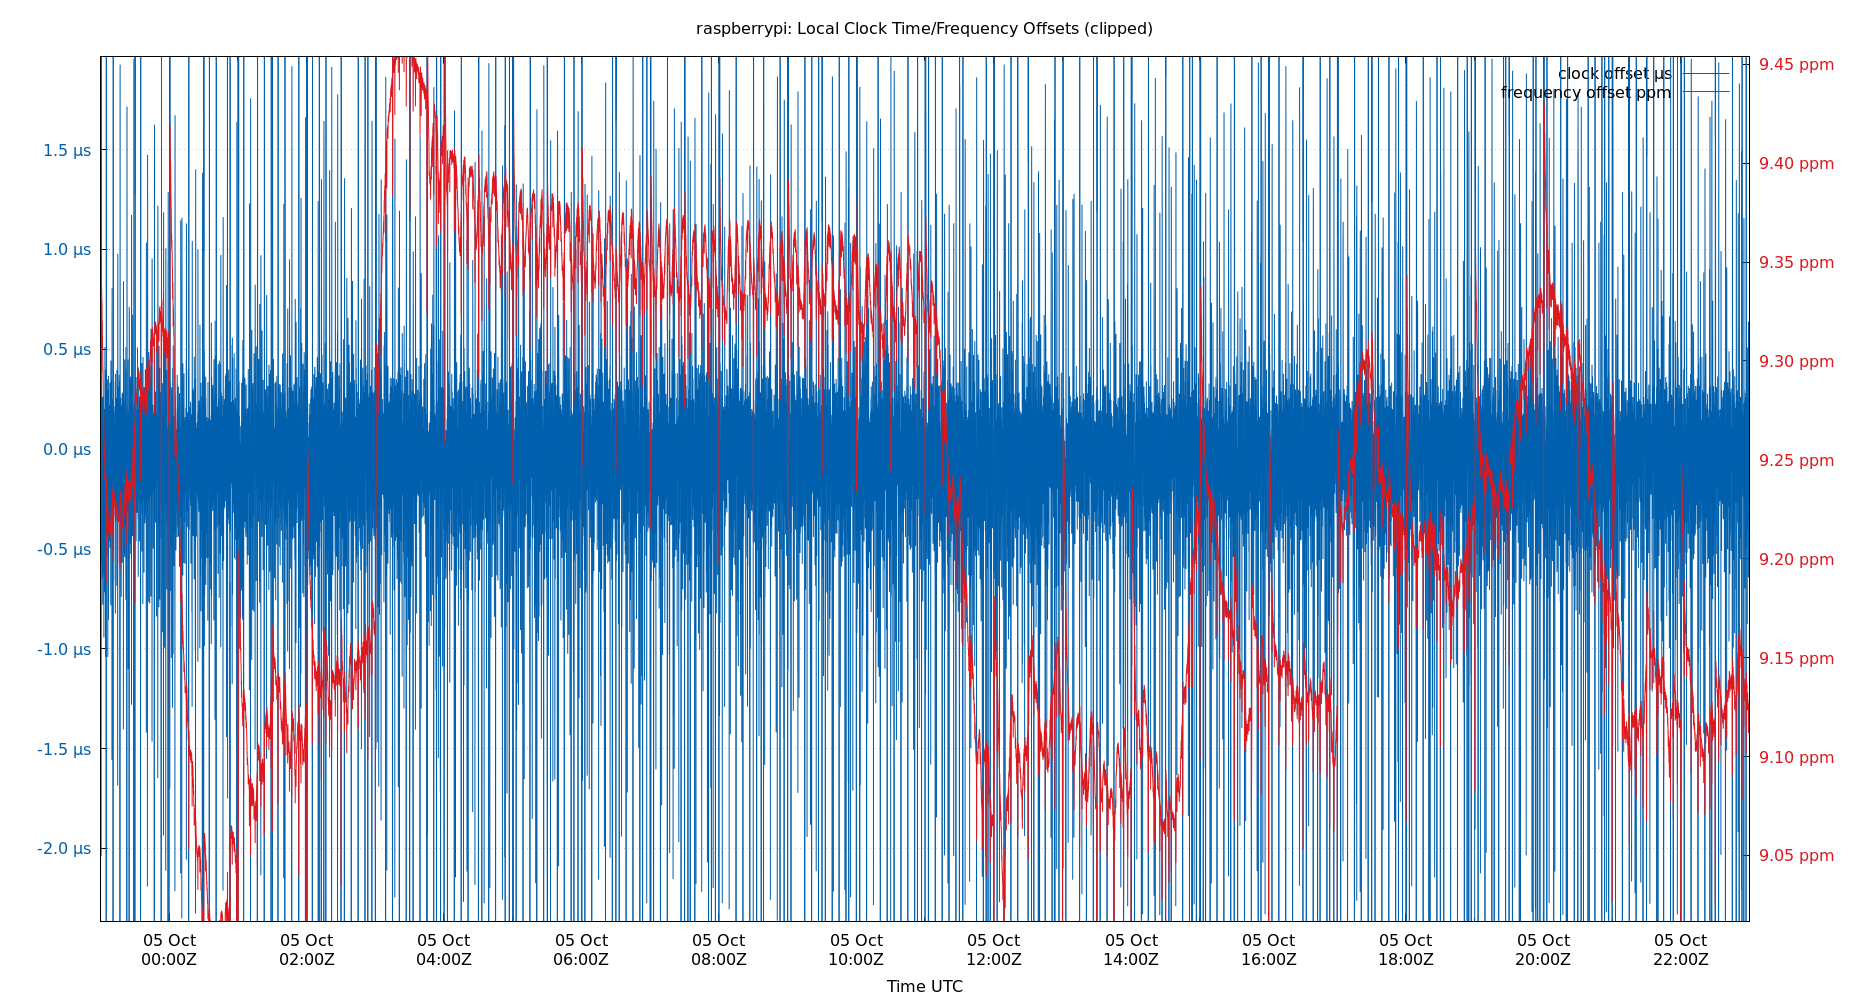 raspberrypi: Local Clock Time/Frequency Offsets (clipped)
clock offset µs
frequency offset ppm
1.5 µs
1.0 µs
0.5 µs
0.0 µs
-0.5 µs
-1.0 µs
-1.5 µs
-2.0 µs
9.45 ppm
9.40 ppm
9.35 ppm
9.30 ppm
9.25 ppm
9.20 ppm
9.15 ppm
9.10 ppm
9.05 ppm
05 Oct 05 Oct 05 Oct 05 Oct 05 Oct 05 Oct 05 Oct 05 Oct 05 Oct 05 Oct 05 Oct 05 Oct
00:00Z 02:00Z 04:00Z 06:00Z 08:00Z 10:00Z 12:00Z 14:00Z 16:00Z 18:00Z 20:00Z 22:00Z
Time UTC